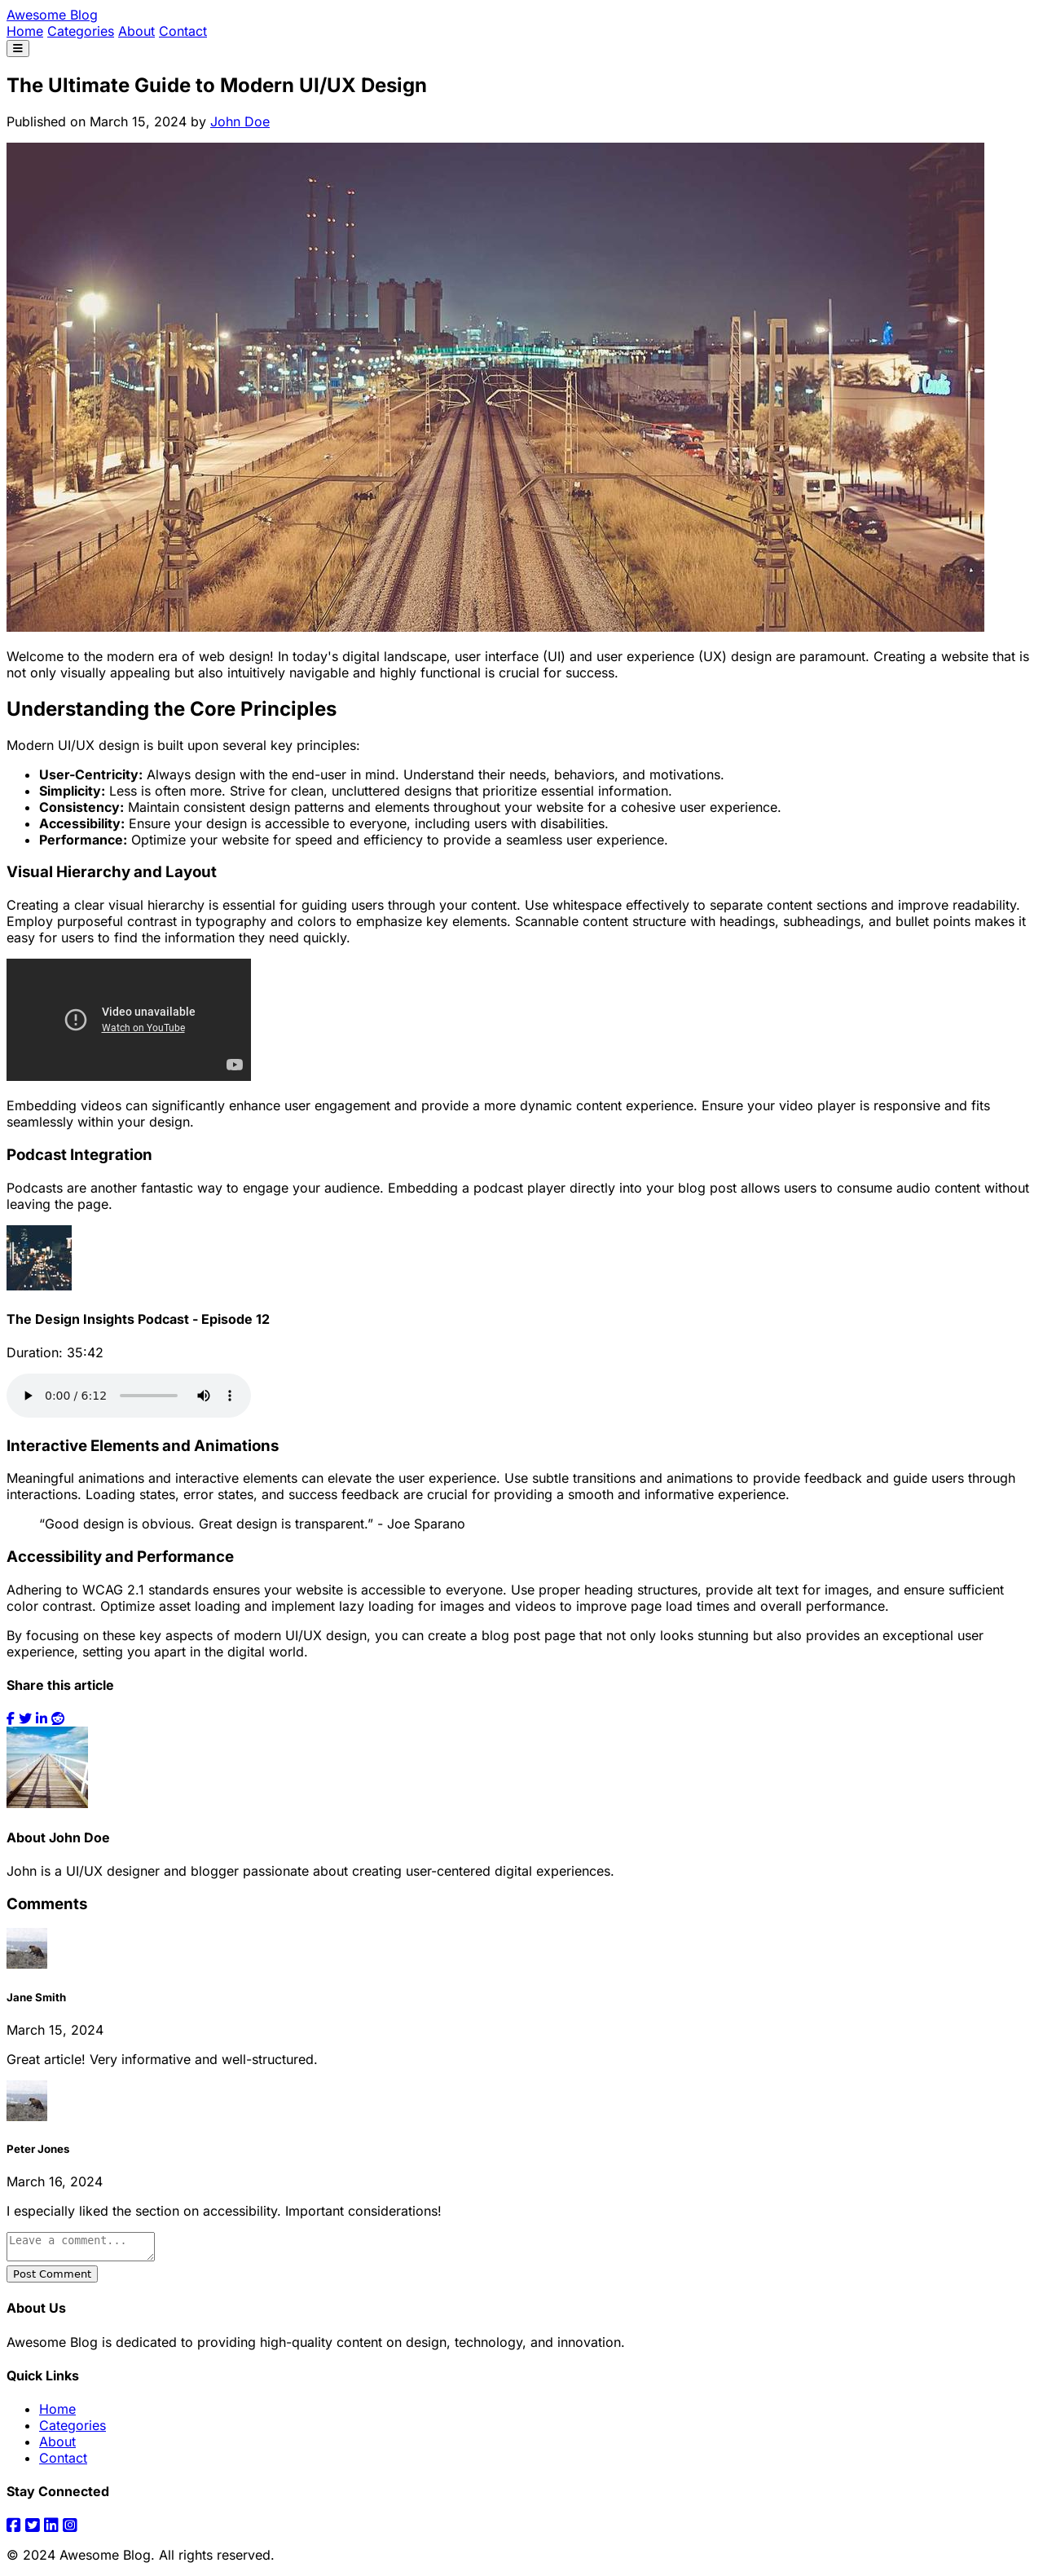 Awesome Blog
Home Categories About Contact
The Ultimate Guide to Modern UI/UX Design
Published on March 15, 2024 by John Doe
Welcome to the modern era of web design! In today's digital landscape, user interface (UI) and user experience (UX) design are paramount. Creating a website that is
not only visually appealing but also intuitively navigable and highly functional is crucial for success.
Understanding the Core Principles
Modern UI/UX design is built upon several key principles:
• User-Centricity: Always design with the end-user in mind. Understand their needs, behaviors, and motivations.
• Simplicity: Less is often more. Strive for clean, uncluttered designs that prioritize essential information.
• Consistency: Maintain consistent design patterns and elements throughout your website for a cohesive user experience.
• Accessibility: Ensure your design is accessible to everyone, including users with disabilities.
• Performance: Optimize your website for speed and efficiency to provide a seamless user experience.
Visual Hierarchy and Layout
Creating a clear visual hierarchy is essential for guiding users through your content. Use whitespace effectively to separate content sections and improve readability.
Employ purposeful contrast in typography and colors to emphasize key elements. Scannable content structure with headings, subheadings, and bullet points makes it
easy for users to find the information they need quickly.
Video unavailable
Watch on YouTube
Embedding videos can significantly enhance user engagement and provide a more dynamic content experience. Ensure your video player is responsive and fits
seamlessly within your design.
Podcast Integration
Podcasts are another fantastic way to engage your audience. Embedding a podcast player directly into your blog post allows users to consume audio content without
leaving the page.
The Design Insights Podcast - Episode 12
Duration: 35:42
0:00 / 6:12
Interactive Elements and Animations
Meaningful animations and interactive elements can elevate the user experience. Use subtle transitions and animations to provide feedback and guide users through
interactions. Loading states, error states, and success feedback are crucial for providing a smooth and informative experience.
“Good design is obvious. Great design is transparent.” - Joe Sparano
Accessibility and Performance
Adhering to WCAG 2.1 standards ensures your website is accessible to everyone. Use proper heading structures, provide alt text for images, and ensure sufficient
color contrast. Optimize asset loading and implement lazy loading for images and videos to improve page load times and overall performance.
By focusing on these key aspects of modern UI/UX design, you can create a blog post page that not only looks stunning but also provides an exceptional user
experience, setting you apart in the digital world.
Share this article
About John Doe
John is a UI/UX designer and blogger passionate about creating user-centered digital experiences.
Comments
Jane Smith
March 15, 2024
Great article! Very informative and well-structured.
Peter Jones
March 16, 2024
I especially liked the section on accessibility. Important considerations!
Leave a comment...
Post Comment
About Us
Awesome Blog is dedicated to providing high-quality content on design, technology, and innovation.
Quick Links
• Home
• Categories
• About
• Contact
Stay Connected
© 2024 Awesome Blog. All rights reserved.